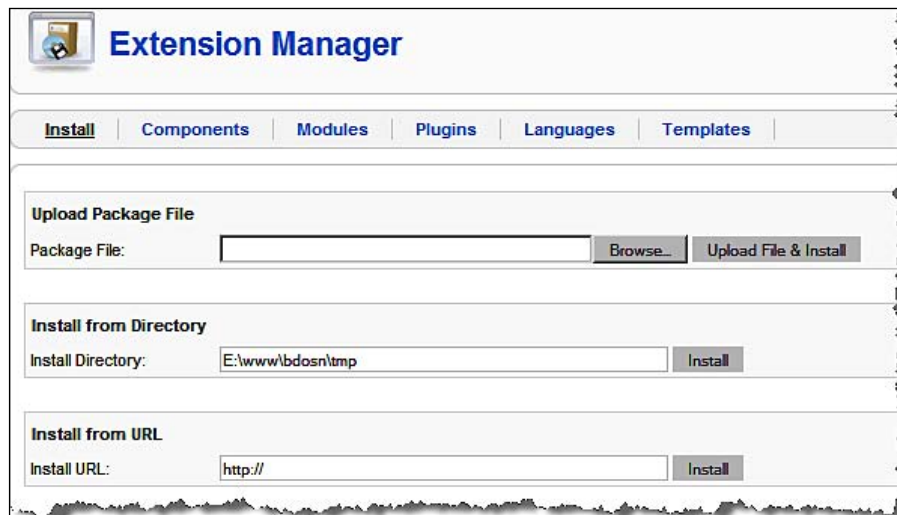 Extension Manager
Install Components Modules Plugins Languages Templates
Upload Package File
Package File: Browse... Upload File & Install
Install from Directory
Install Directory: E:\www\bdosn\tmp Install
Install from URL
Install URL: http:// Install